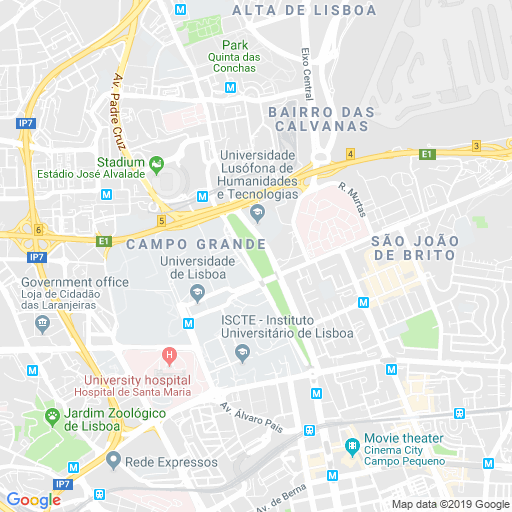 ALTA DE LISBOA
Park
Quinta das
Conchas
Eixo Central
M
Av. Padre Cruz
BAIRRO DAS
CALVANAS
IP7
3
4
E1
Stadium
Estádio José Alvalade
Universidade
Lusófona de
Humanidades
e Tecnologias
M
R. Murtas
5
6
E1
CAMPO GRANDE
SÃO JOÃO
DE BRITO
IP7
Universidade
de Lisboa
Government office
Loja de Cidadão
das Laranjeiras
M
M
ISCTE - Instituto
Universitário de Lisboa
H
University hospital
Hospital de Santa Maria
M
M
M
Jardim Zoológico
de Lisboa
Av. Álvaro Pais
Movie theater
Cinema City
Campo Pequeno
Rede Expressos
M
M
IP7
Av. de Berna
M
Google
Map data ©2019 Google